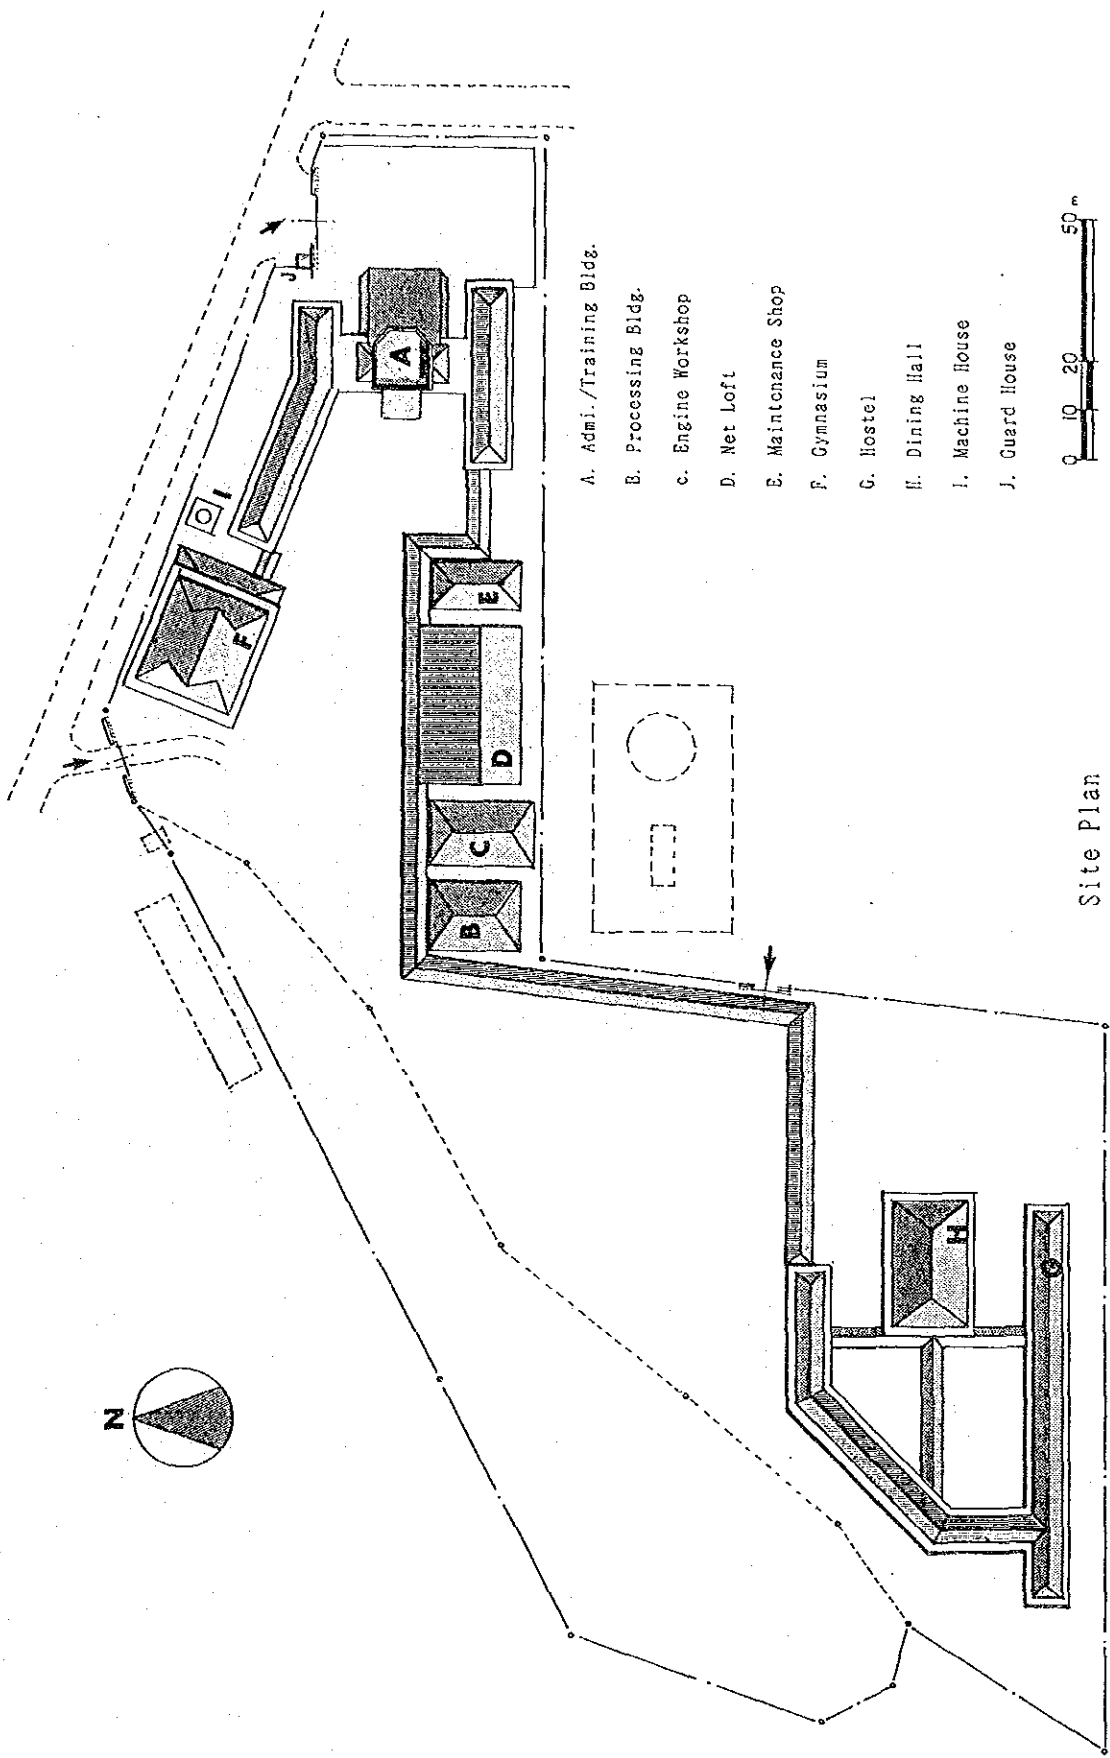 N
A
B
C
D
E
F
G
H
I
J
A. Admi./Training Bldg.
B. Processing Bldg.
c. Engine Workshop
D. Net Loft
E. Maintenance Shop
F. Gymnasium
G. Hostel
H. Dining Hall
I. Machine House
J. Guard House
0 10 20 50 m
Site Plan